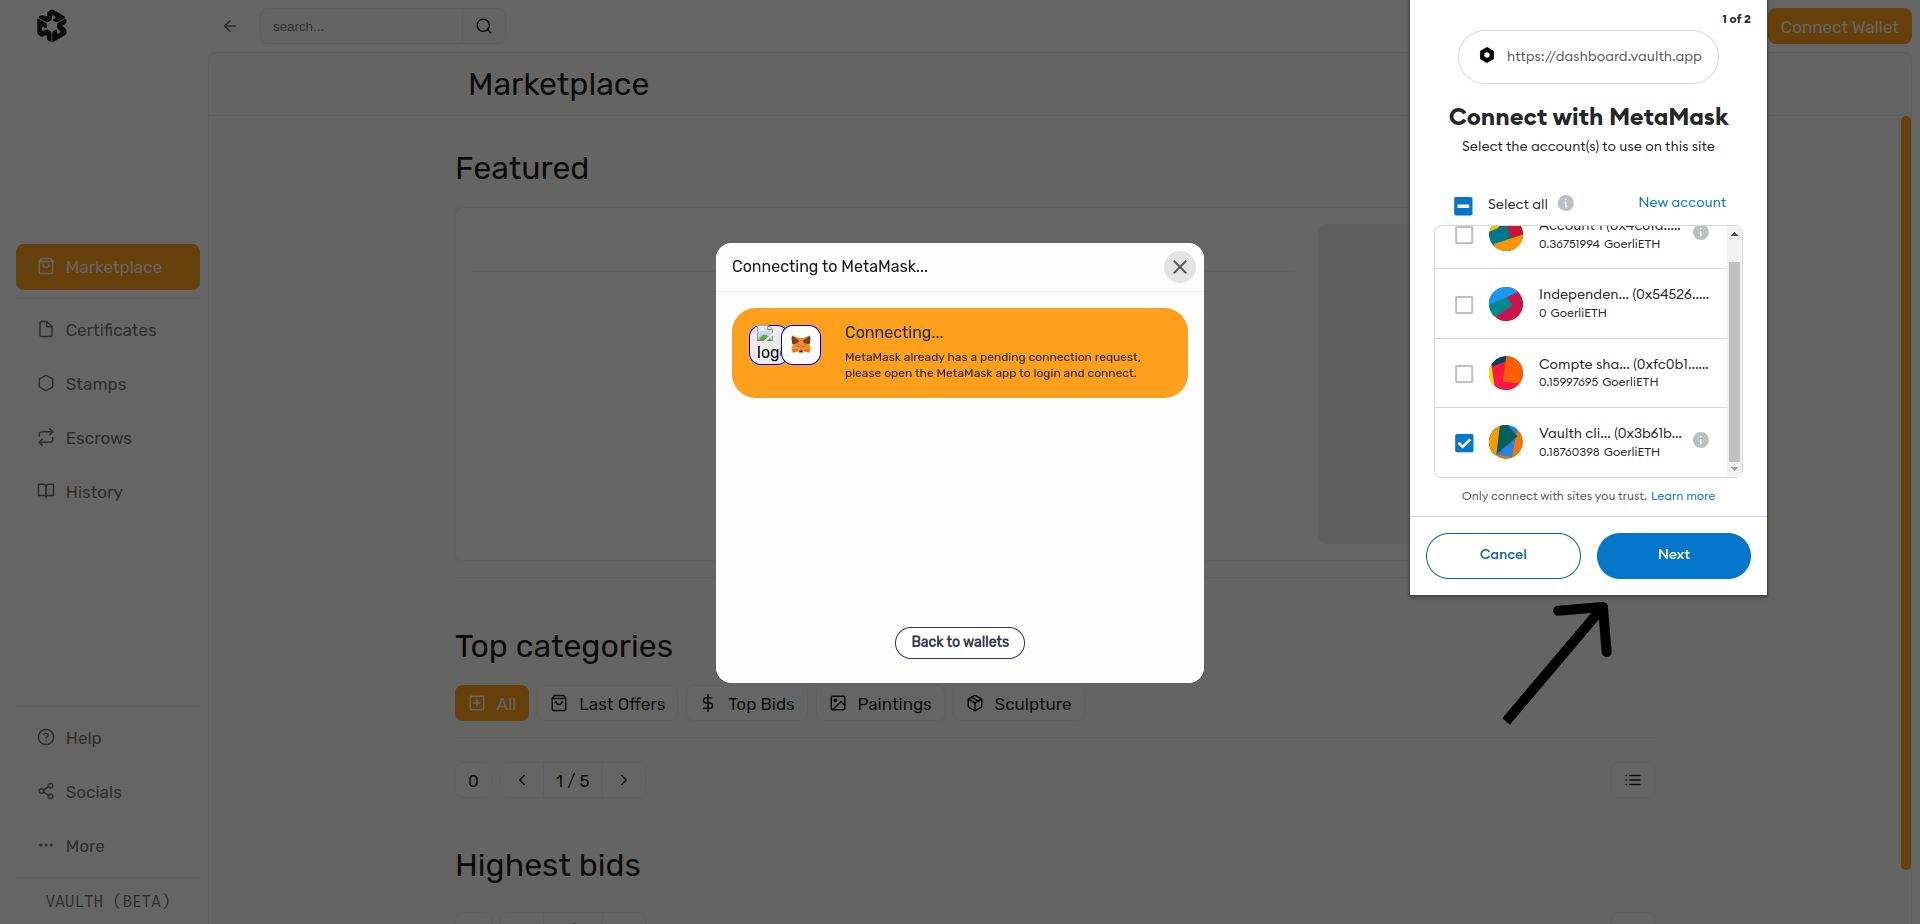 search...
Connect Wallet
Marketplace
Featured
Marketplace
Certificates
Stamps
Escrows
History
Help
Socials
More
VAULTH (BETA)
Connecting to MetaMask...
logo
Connecting...
MetaMask already has a pending connection request,
please open the MetaMask app to login and connect.
Back to wallets
Top categories
All
Last Offers
Top Bids
Paintings
Sculpture
0
1 / 5
Highest bids
1 of 2
https://dashboard.vaulth.app
Connect with MetaMask
Select the account(s) to use on this site
Select all
New account
0.36751994 GoerliETH
Independen... (0x54526.....
0 GoerliETH
Compte sha... (0xfc0b1......
0.15997695 GoerliETH
Vaulth cli... (0x3b61b...
0.18760398 GoerliETH
Only connect with sites you trust. Learn more
Cancel
Next